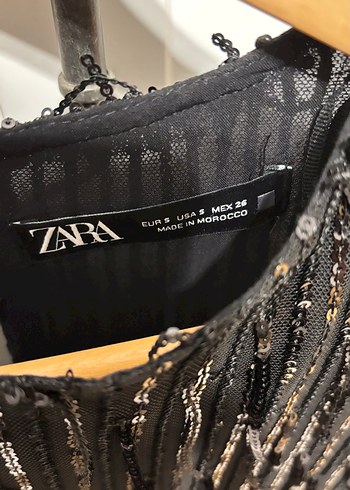 ZARA
EUR S USA S MEX 26
MADE IN MOROCCO